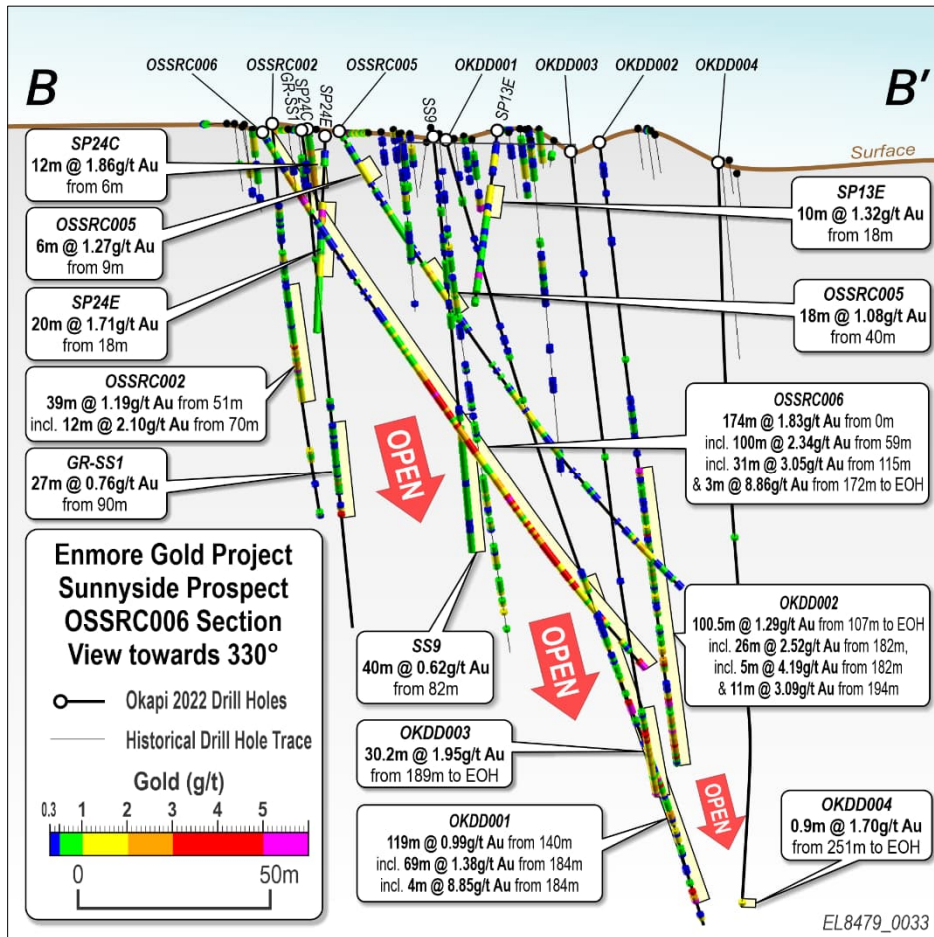 OSSRC006
OSSRC002
GR-SS1
SP24C
SP24E
OSSRC005
SS9
OKDD001
SP13E
OKDD003
OKDD002
OKDD004
B
B'
Surface
SP24C
12m @ 1.86g/t Au
from 6m
OSSRC005
6m @ 1.27g/t Au
from 9m
SP24E
20m @ 1.71g/t Au
from 18m
OSSRC002
39m @ 1.19g/t Au from 51m
incl. 12m @ 2.10g/t Au from 70m
GR-SS1
27m @ 0.76g/t Au
from 90m
SP13E
10m @ 1.32g/t Au
from 18m
OSSRC005
18m @ 1.08g/t Au
from 40m
OSSRC006
174m @ 1.83g/t Au from 0m
incl. 100m @ 2.34g/t Au from 59m
incl. 31m @ 3.05g/t Au from 115m
& 3m @ 8.86g/t Au from 172m to EOH
OPEN
OPEN
OPEN
SS9
40m @ 0.62g/t Au
from 82m
OKDD002
100.5m @ 1.29g/t Au from 107m to EOH
incl. 26m @ 2.52g/t Au from 182m,
incl. 5m @ 4.19g/t Au from 182m
& 11m @ 3.09g/t Au from 194m
OKDD003
30.2m @ 1.95g/t Au
from 189m to EOH
OKDD001
119m @ 0.99g/t Au from 140m
incl. 69m @ 1.38g/t Au from 184m
incl. 4m @ 8.85g/t Au from 184m
OKDD004
0.9m @ 1.70g/t Au
from 251m to EOH
Enmore Gold Project
Sunnyside Prospect
OSSRC006 Section
View towards 330°
Okapi 2022 Drill Holes
Historical Drill Hole Trace
Gold (g/t)
0.3 1 2 3 4 5
0 50m
EL8479_0033